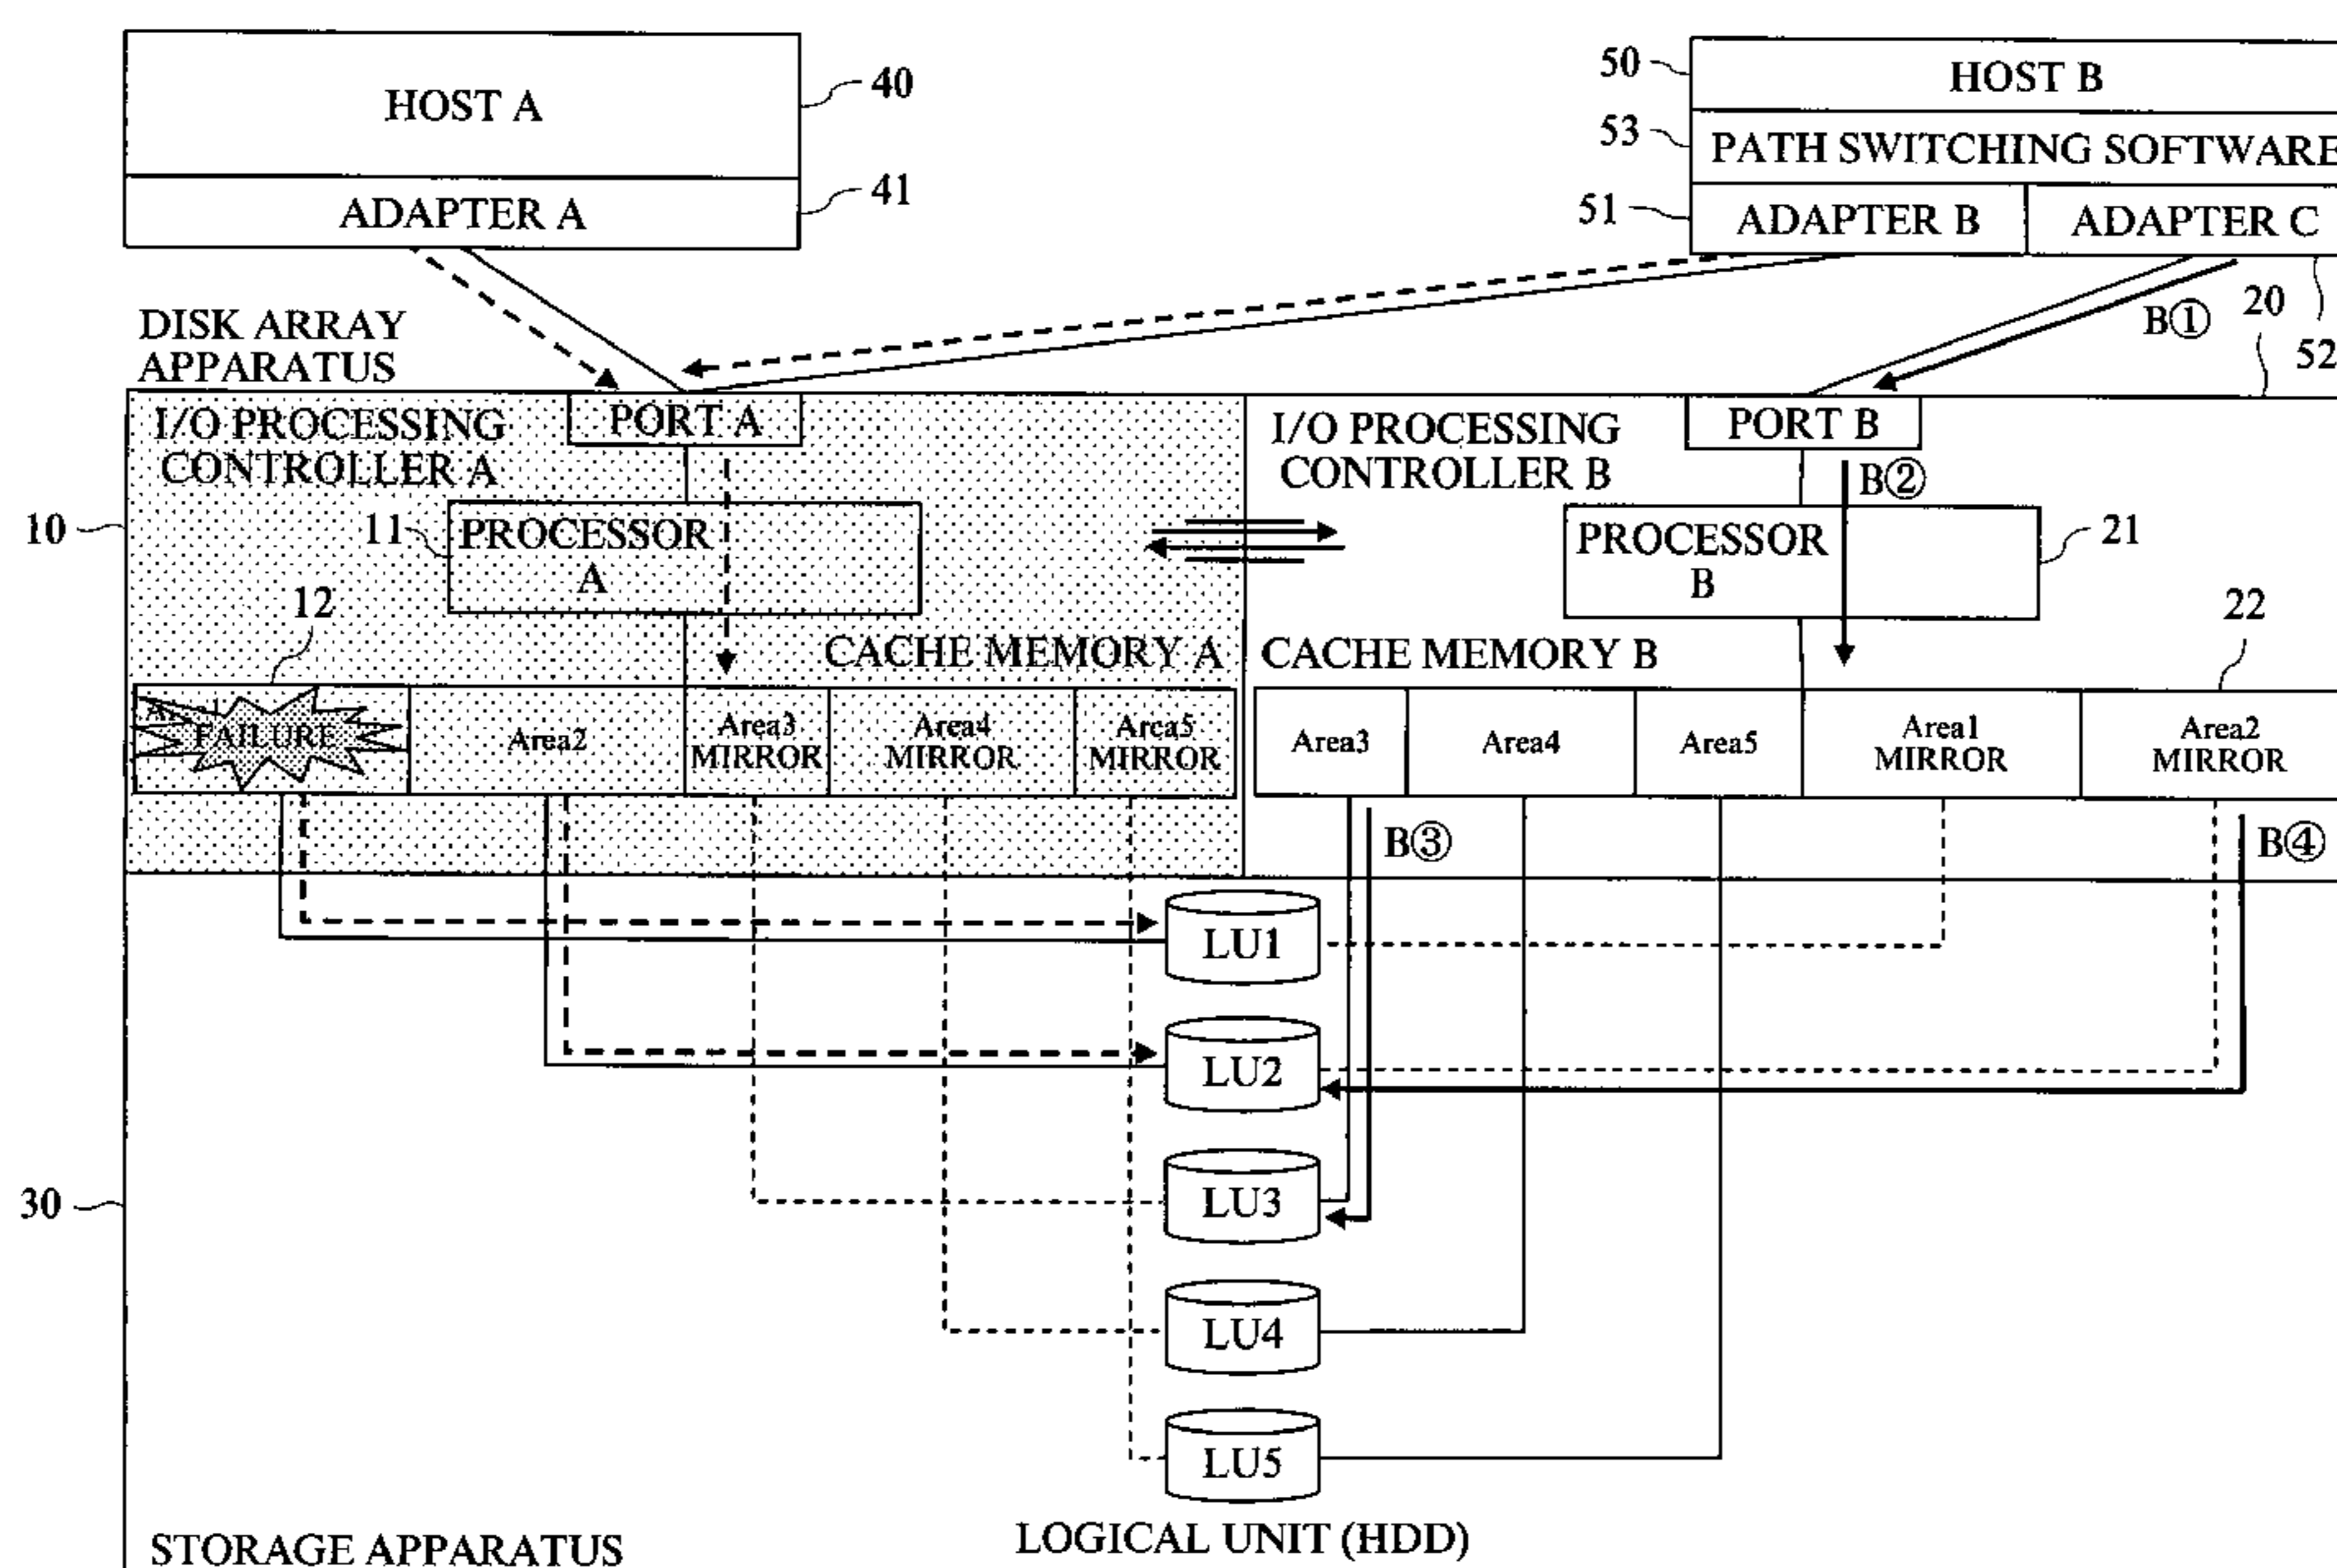 HOST A
40
ADAPTER A
41
50
HOST B
53
PATH SWITCHING SOFTWARE
51
ADAPTER B
ADAPTER C
DISK ARRAY
APPARATUS
B①
20
52
I/O PROCESSING
CONTROLLER A
PORT A
I/O PROCESSING
CONTROLLER B
PORT B
B②
10
11
PROCESSOR
A
PROCESSOR
B
21
12
CACHE MEMORY A
CACHE MEMORY B
22
FAILURE
Area2
Area3
MIRROR
Area4
MIRROR
Area5
MIRROR
Area3
Area4
Area5
Area1
MIRROR
Area2
MIRROR
B③
B④
LU1
LU2
30
LU3
LU4
LU5
STORAGE APPARATUS
LOGICAL UNIT (HDD)